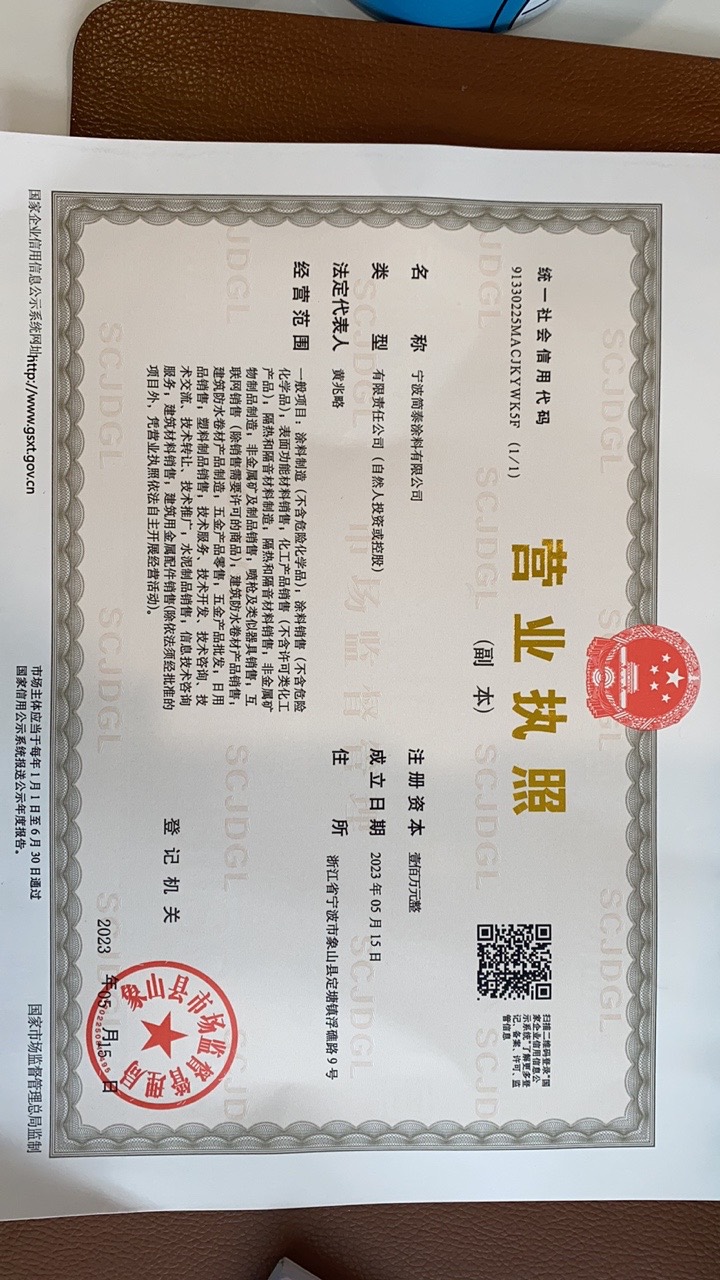 统一社会信用代码
91330225MACJKYWK5F (1/1)
营业执照
(副 本)
扫描二维码登录“国
家企业信用信息公
示系统”了解更多登
记、备案、许可、监
管信息
名 称 宁波简泰涂料有限公司
类 型 有限责任公司（自然人投资或控股）
法定代表人 黄兆略
经营范围 一般项目：涂料制造（不含危险化学品）；涂料销售（不含危险
化学品）；表面功能材料销售；化工产品销售（不含许可类化工
产品）；隔热和隔音材料制造；隔热和隔音材料销售；非金属矿
物制品制造；非金属矿及制品销售；喷枪及类似器具销售；互
联网销售（除销售需要许可的商品）；建筑防水卷材产品销售；
建筑防水卷材产品制造；五金产品零售；五金产品批发；日用
品销售；塑料制品销售；技术服务、技术开发、技术咨询、技
术交流、技术转让、技术推广；水泥制品销售；信息技术咨询
服务；建筑材料销售；建筑用金属配件销售(除依法须经批准的
项目外，凭营业执照依法自主开展经营活动)。
注册资本 壹佰万元整
成立日期 2023年05月15日
住 所 浙江省宁波市象山县定塘镇浮礁路9号
登记机关
象山县市场监督管理局
2023 年05 月15 日
国家企业信用信息公示系统网址http://www.gsxt.gov.cn
市场主体应当于每年1月1日至6月30日通过
国家信用公示系统报送公示年度报告。
国家市场监督管理总局监制